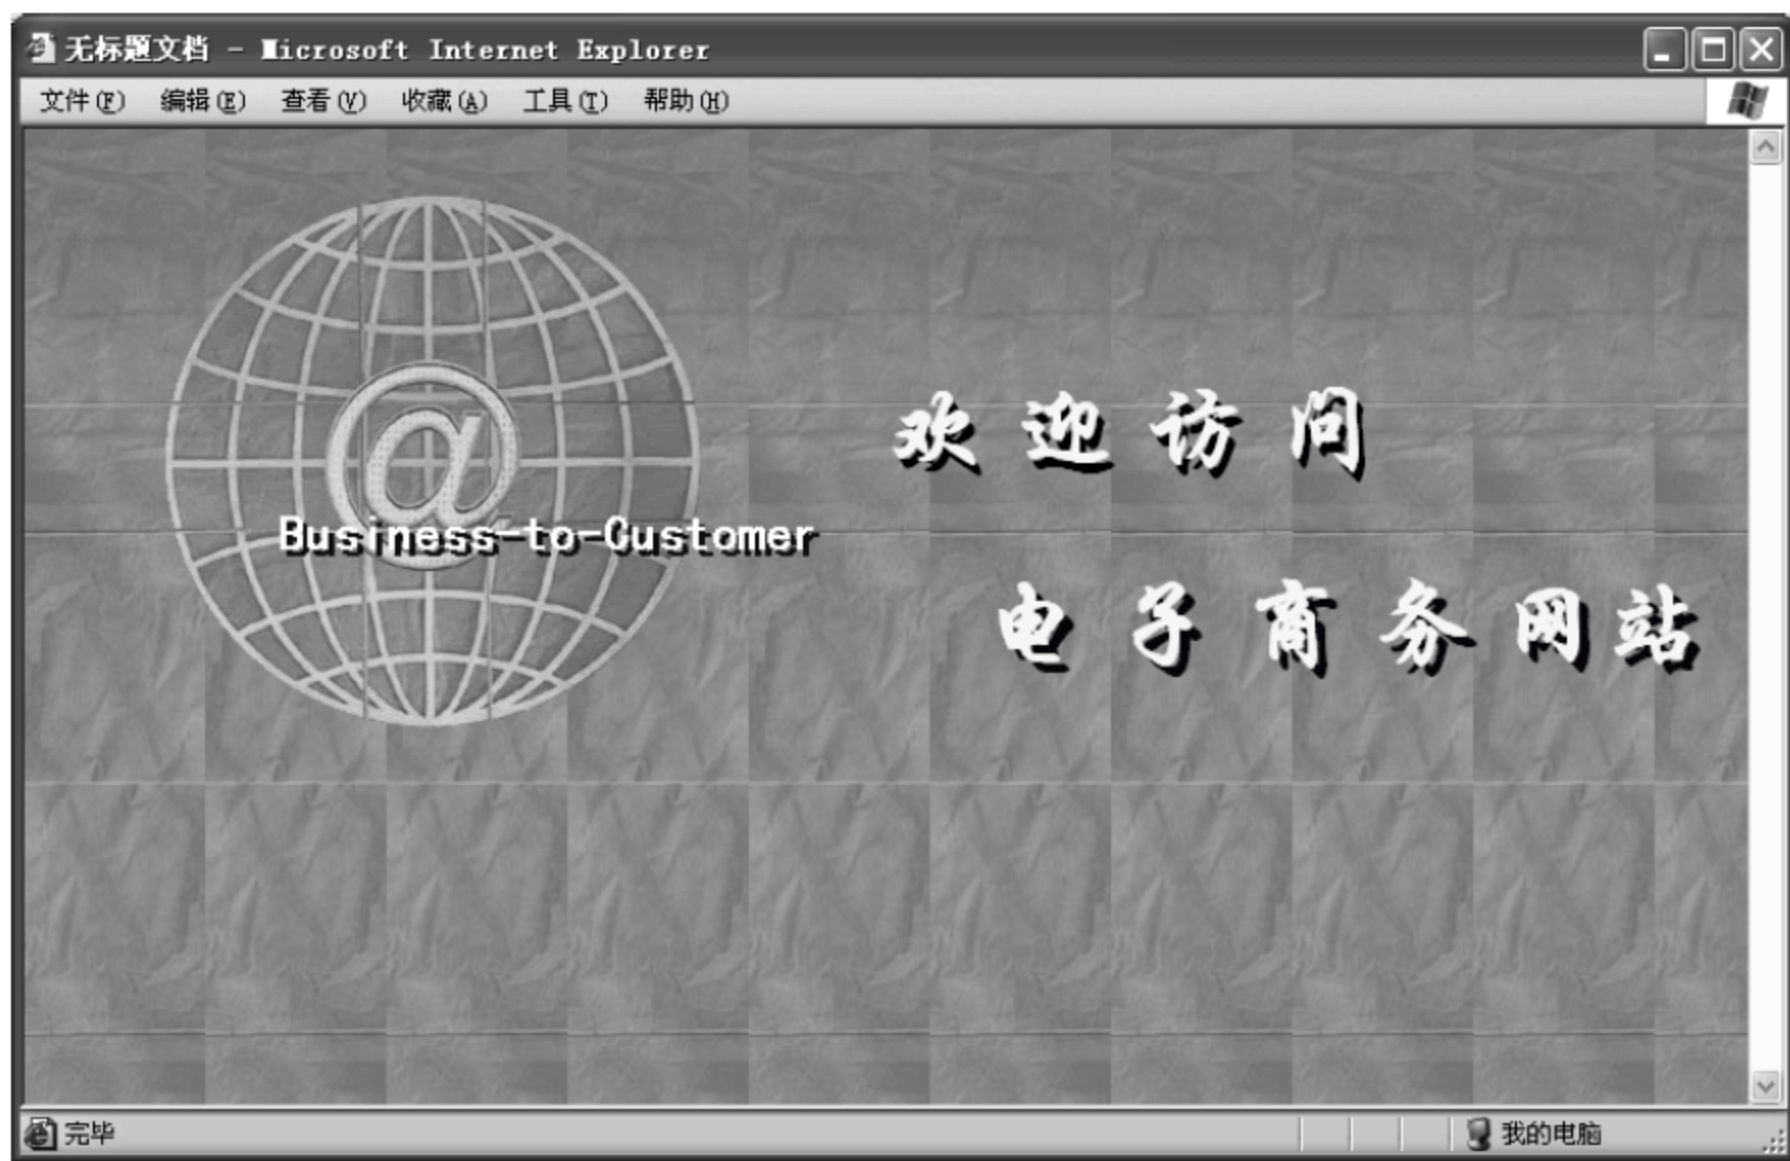 无标题文档 - Microsoft Internet Explorer
文件(F) 编辑(E) 查看(V) 收藏(A) 工具(T) 帮助(H)
欢迎访问
@
Business-to-Customer
电子商务网站
完毕 我的电脑